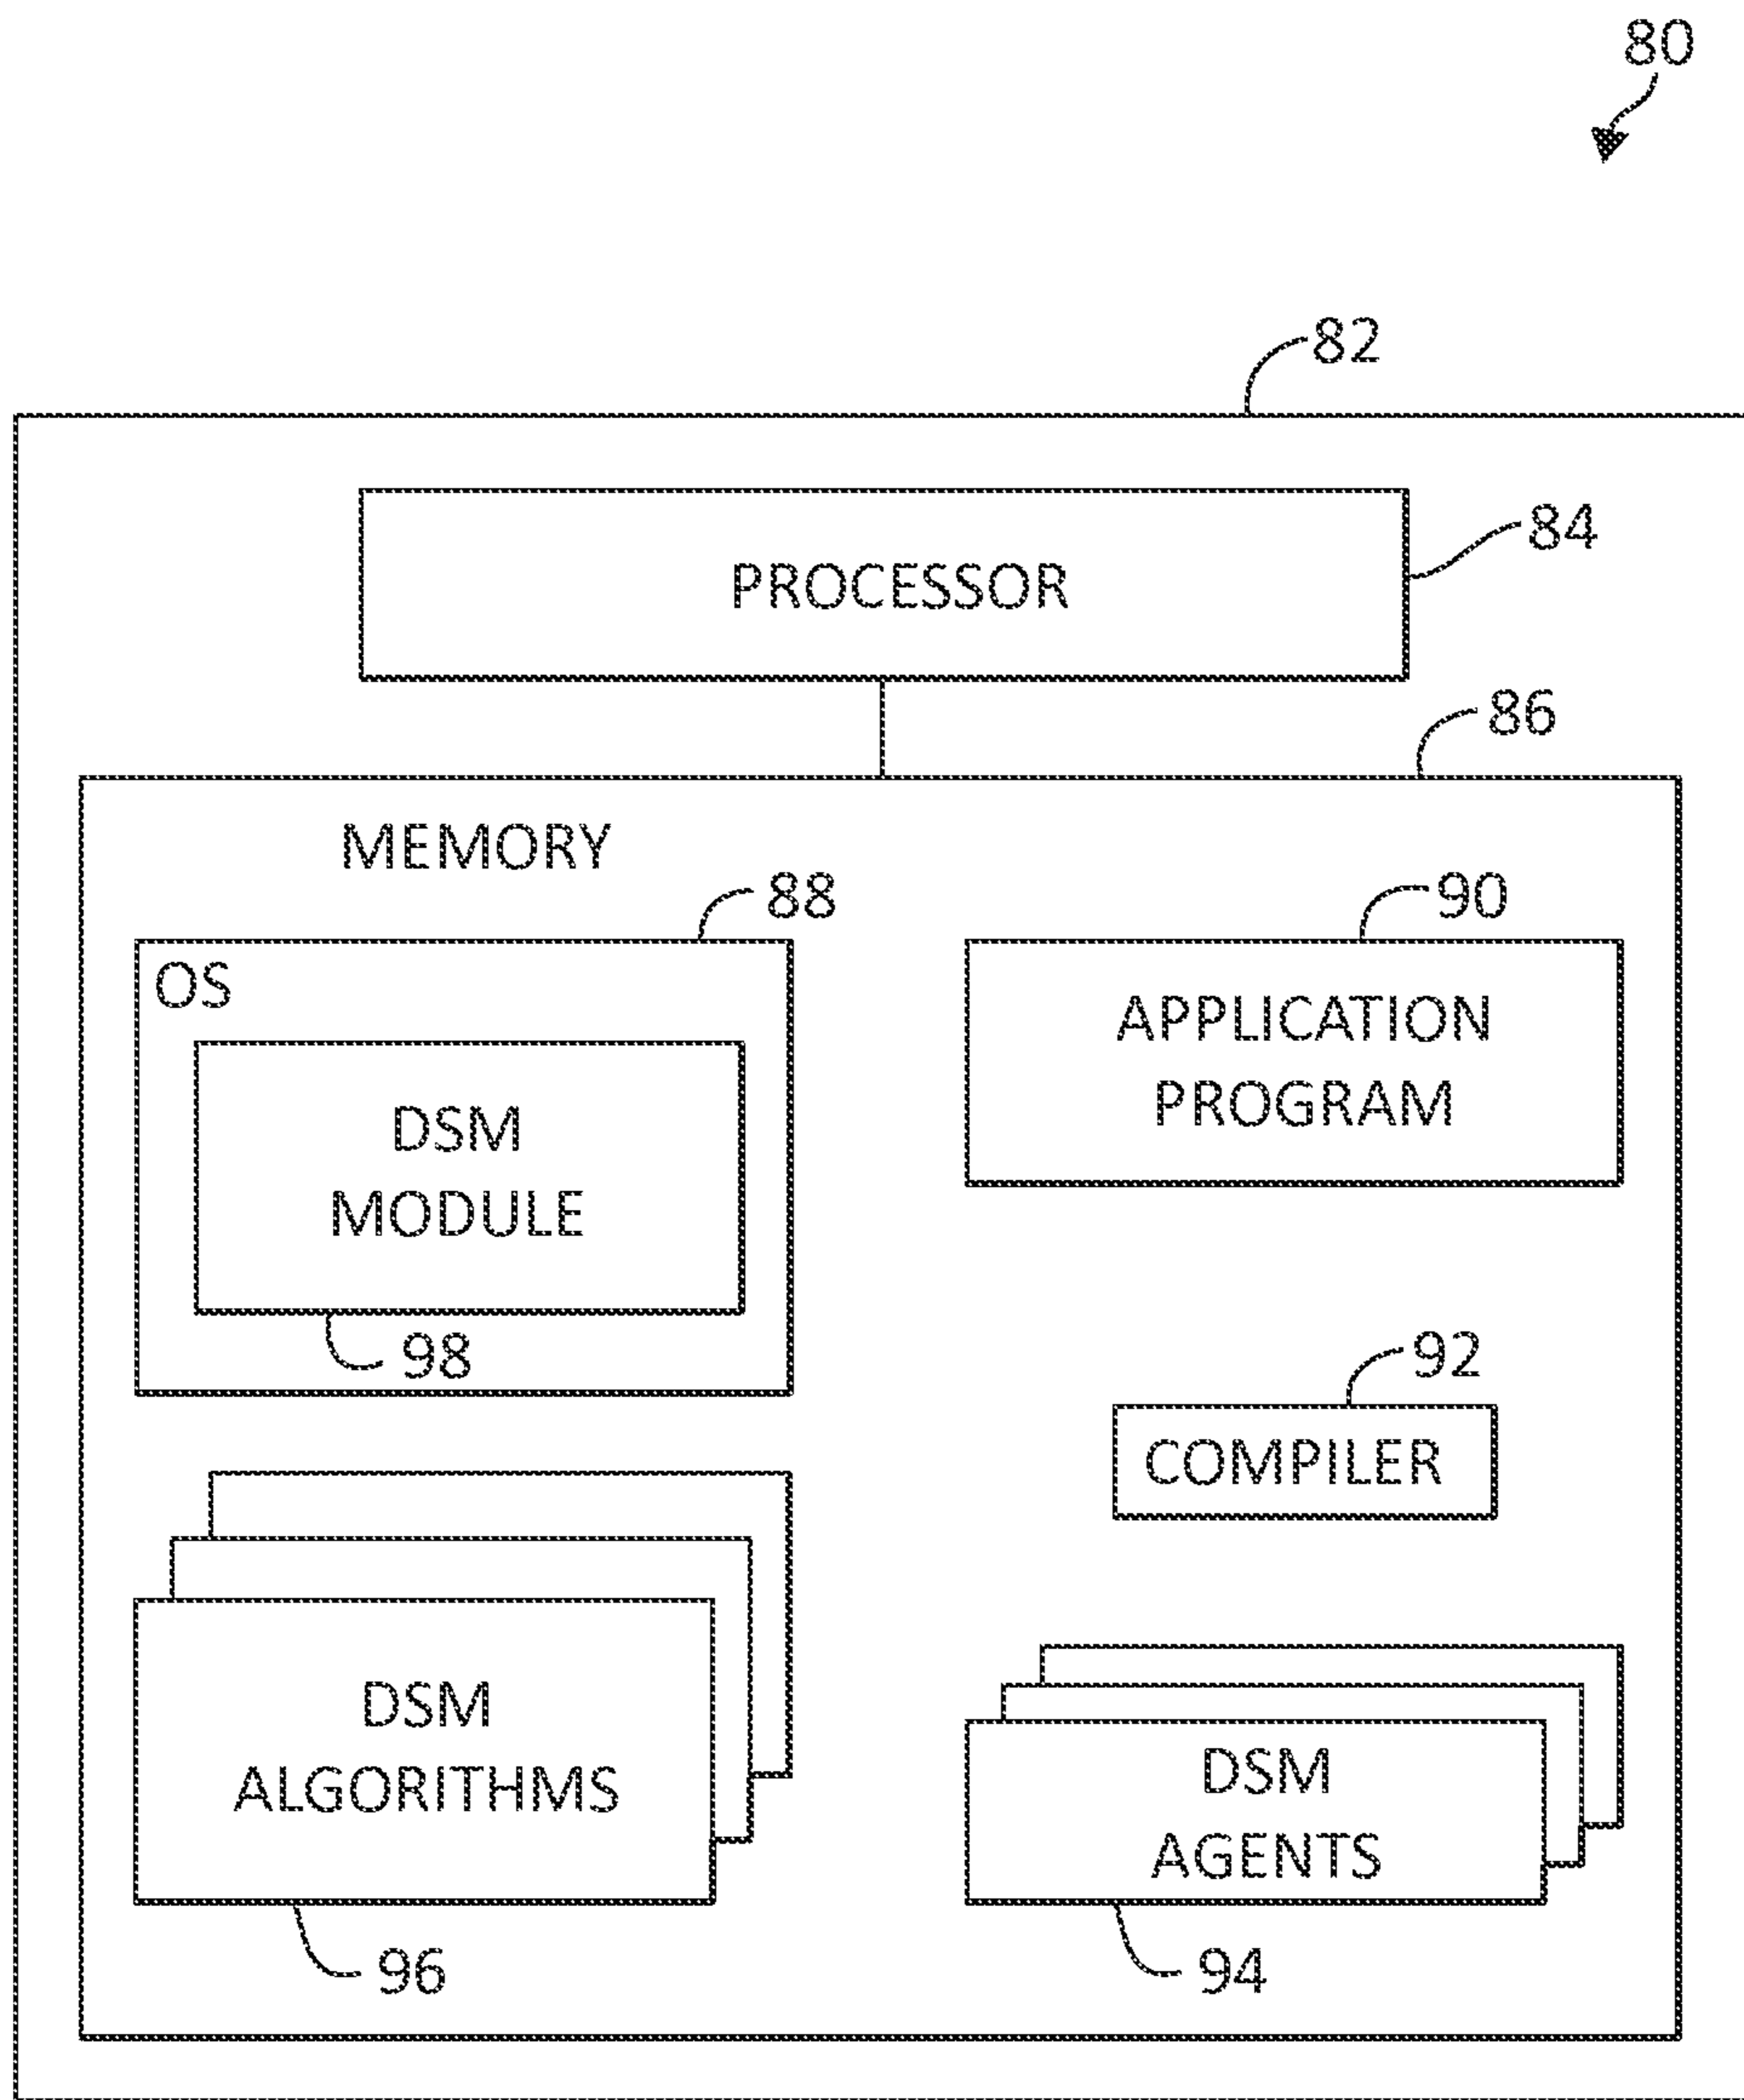 80
82
PROCESSOR
84
86
MEMORY
88
90
OS
APPLICATION
PROGRAM
DSM
MODULE
98
92
COMPILER
DSM
ALGORITHMS
DSM
AGENTS
96
94